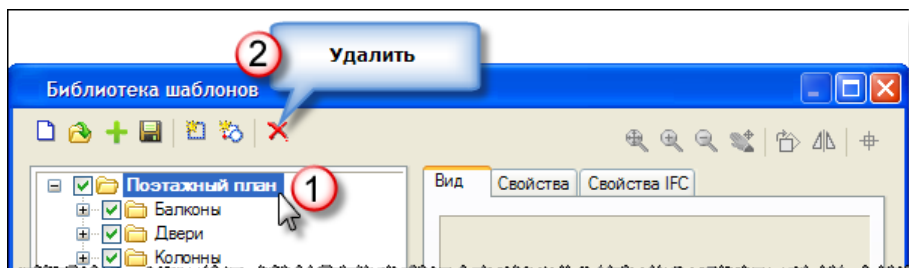 2
Удалить
Библиотека шаблонов
Поэтажный план
1
Вид Свойства Свойства IFC
Балконы
Двери
Колонны